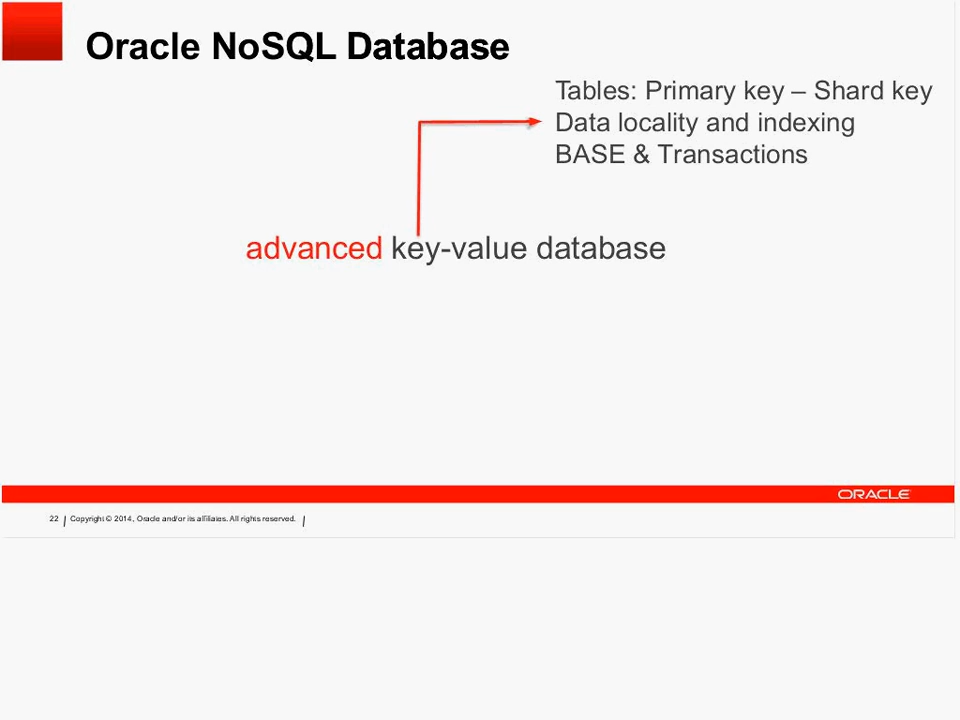 Oracle NoSQL Database
Tables: Primary key – Shard key
Data locality and indexing
BASE & Transactions
advanced key-value database
ORACLE
22 | Copyright © 2014, Oracle and/or its affiliates. All rights reserved. |